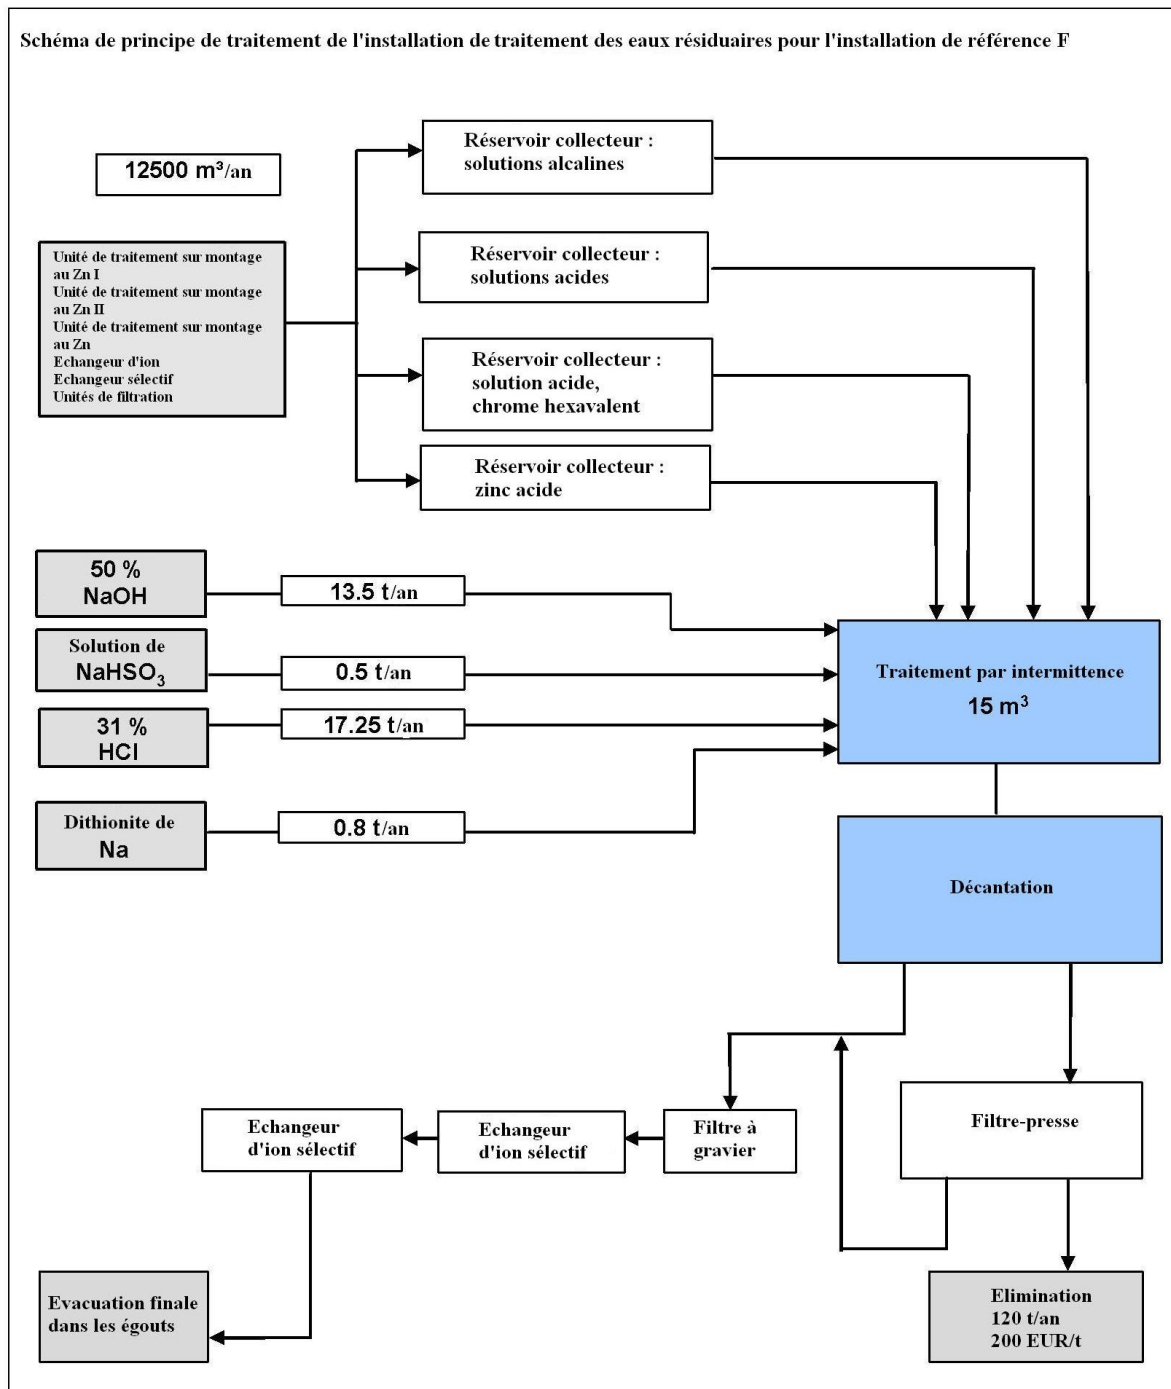 Schéma de principe de traitement de l'installation de traitement des eaux résiduaires pour l'installation de référence F
12500 m³/an
Réservoir collecteur :
solutions alcalines
Unité de traitement sur montage
au Zn I
Unité de traitement sur montage
au Zn II
Unité de traitement sur montage
au Zn
Echangeur d'ion
Echangeur sélectif
Unités de filtration
Réservoir collecteur :
solutions acides
Réservoir collecteur :
solution acide,
chrome hexavalent
Réservoir collecteur :
zinc acide
50 %
NaOH
13.5 t/an
Solution de
NaHSO₃
0.5 t/an
31 %
HCl
17.25 t/an
Dithionite de
Na
0.8 t/an
Traitement par intermittence
15 m³
Décantation
Filtre-presse
Filtre à
gravier
Echangeur
d'ion sélectif
Echangeur
d'ion sélectif
Evacuation finale
dans les égouts
Elimination
120 t/an
200 EUR/t